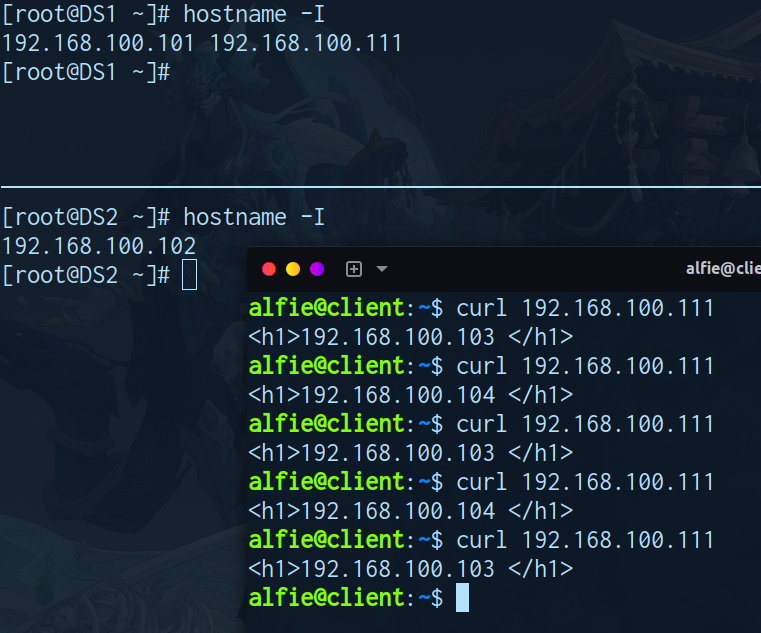 [root@DS1 ~]# hostname -I
192.168.100.101 192.168.100.111
[root@DS1 ~]#
[root@DS2 ~]# hostname -I
192.168.100.102
[root@DS2 ~]#
alfie@clie
alfie@client:~$ curl 192.168.100.111
<h1>192.168.100.103 </h1>
alfie@client:~$ curl 192.168.100.111
<h1>192.168.100.104 </h1>
alfie@client:~$ curl 192.168.100.111
<h1>192.168.100.103 </h1>
alfie@client:~$ curl 192.168.100.111
<h1>192.168.100.104 </h1>
alfie@client:~$ curl 192.168.100.111
<h1>192.168.100.103 </h1>
alfie@client:~$